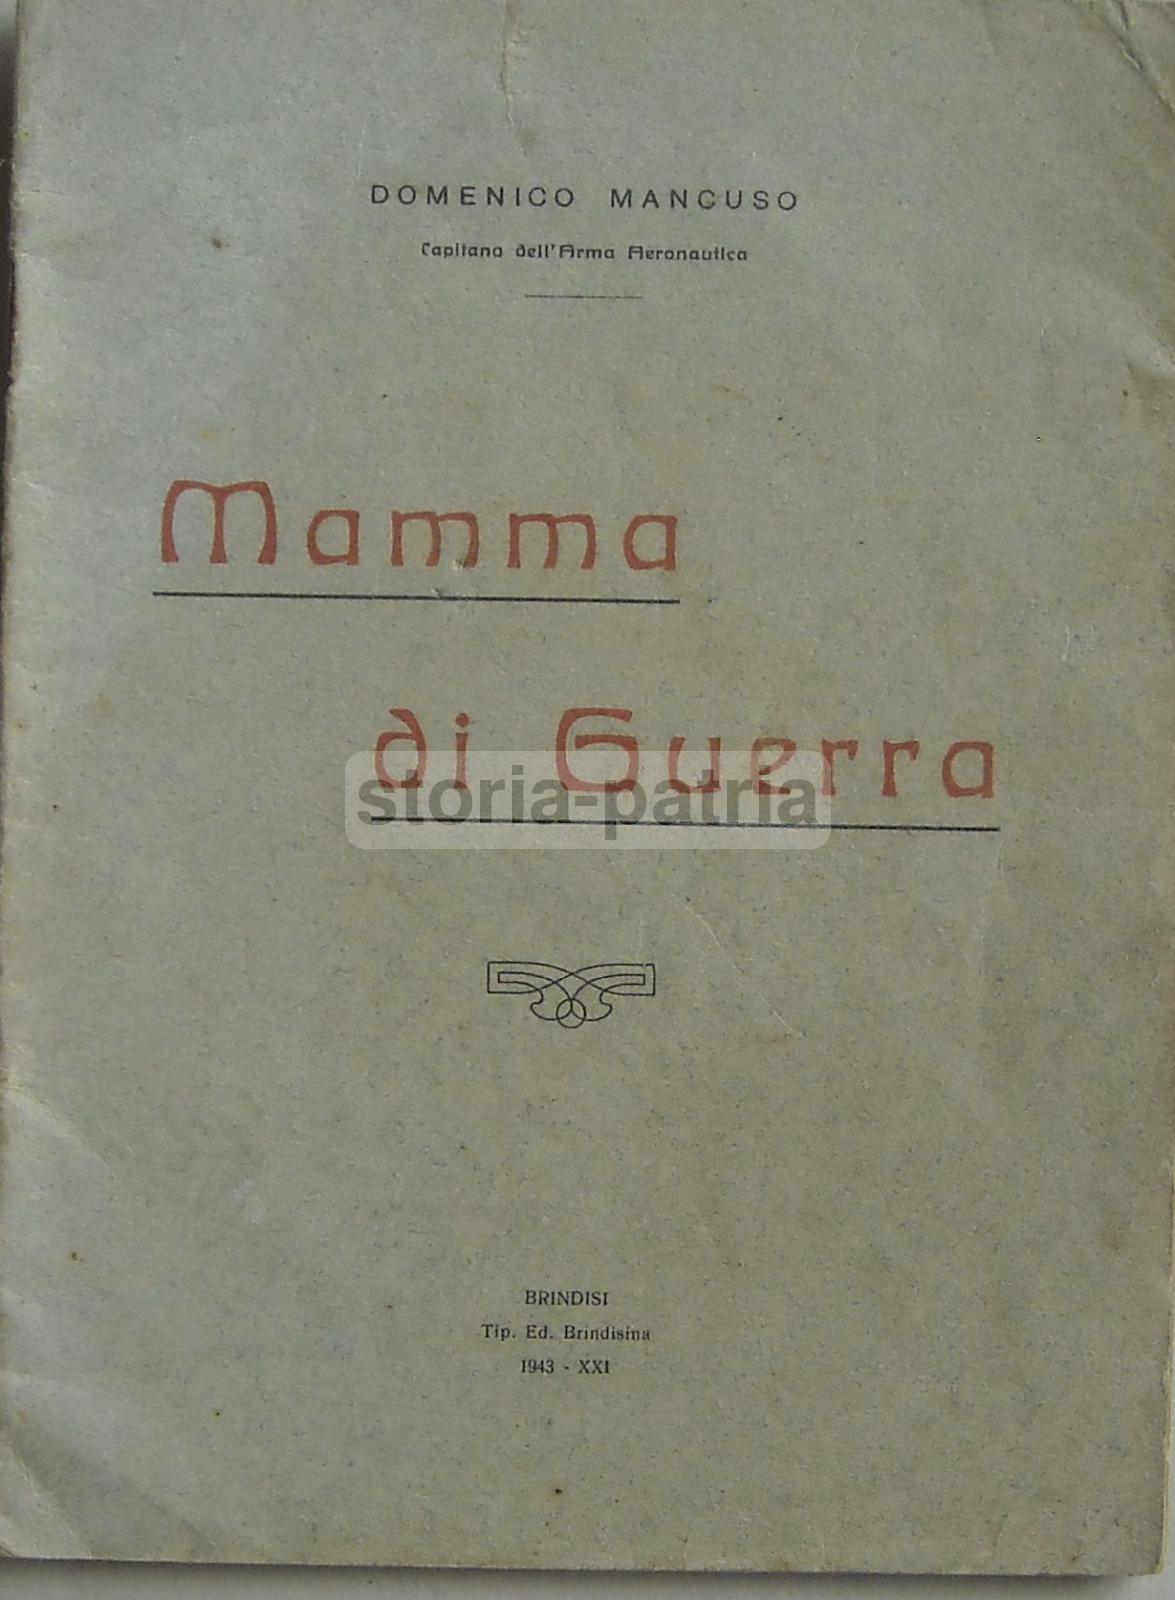 DOMENICO MANCUSO
Capitano dell'Arma Aeronautica
Mamma
di Guerra
storia-patria
BRINDISI
Tip. Ed. Brindisina
1943 - XXI